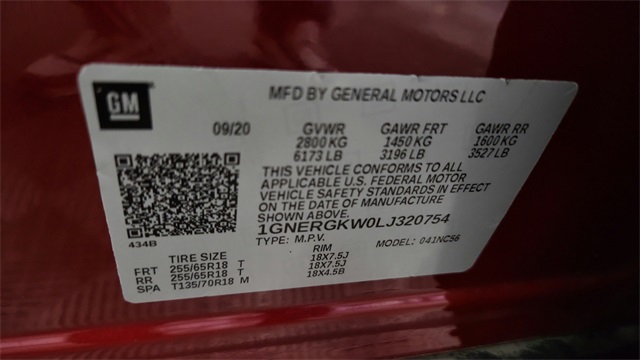 GM
MFD BY GENERAL MOTORS LLC
09/20 GVWR GAWR FRT GAWR RR
2800 KG 1450 KG 1600 KG
6173 LB 3196 LB 3527 LB
THIS VEHICLE CONFORMS TO ALL
APPLICABLE U.S. FEDERAL MOTOR
VEHICLE SAFETY STANDARDS IN EFFECT
ON THE DATE OF MANUFACTURE
SHOWN ABOVE.
1GNERGKW0LJ320754
434B
TYPE: M.P.V. MODEL: 041NC56
TIRE SIZE RIM
FRT 255/65R18 T 18X7.5J
RR 255/65R18 T 18X7.5J
SPA T135/70R18 M 18X4.5B